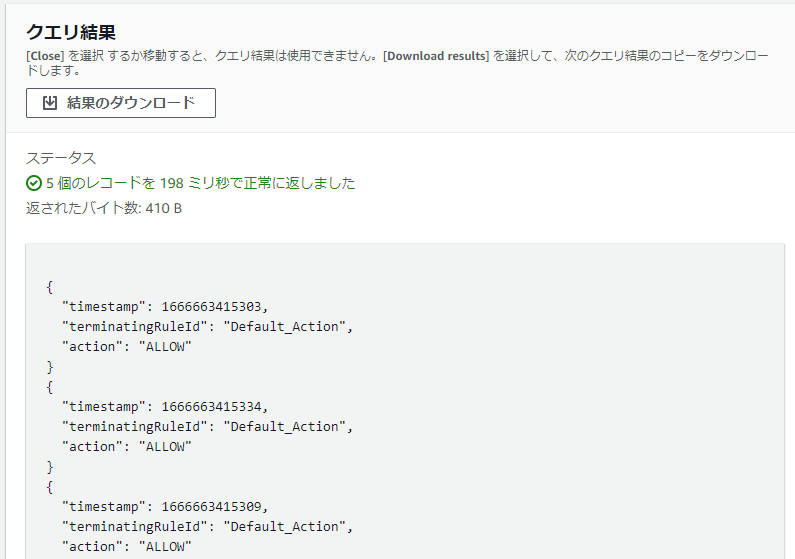 クエリ結果
[Close] を選択 するか移動すると、クエリ結果は使用できません。[Download results] を選択して、次のクエリ結果のコピーをダウンロー
ドします。
結果のダウンロード
ステータス
5 個のレコードを 198 ミリ秒で正常に返しました
返されたバイト数: 410 B
{
"timestamp": 1666663415303,
"terminatingRuleId": "Default_Action",
"action": "ALLOW"
}
{
"timestamp": 1666663415334,
"terminatingRuleId": "Default_Action",
"action": "ALLOW"
}
{
"timestamp": 1666663415309,
"terminatingRuleId": "Default_Action",
"action": "ALLOW"